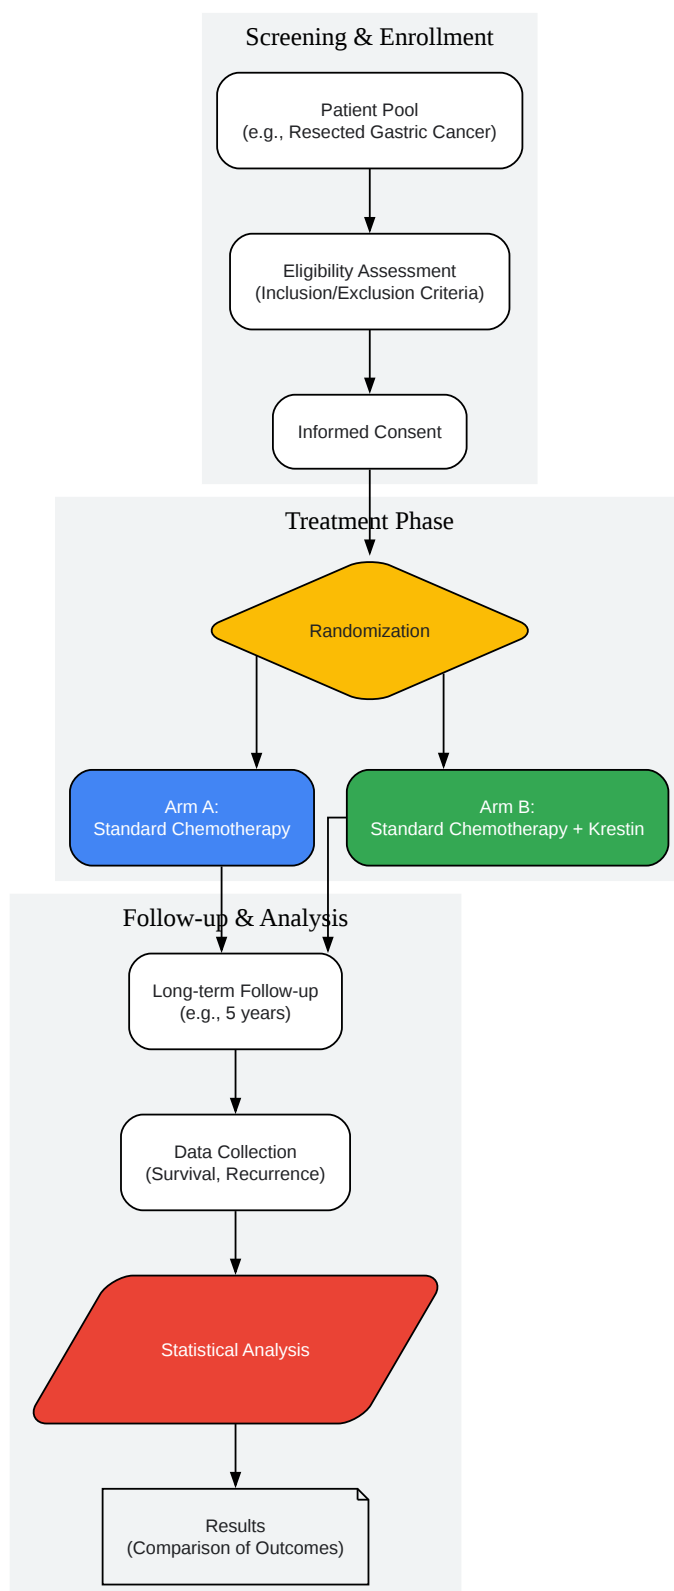 Screening & Enrollment
Patient Pool
(e.g., Resected Gastric Cancer)
Eligibility Assessment
(Inclusion/Exclusion Criteria)
Informed Consent
Treatment Phase
Randomization
Arm A:
Standard Chemotherapy
Arm B:
Standard Chemotherapy + Krestin
Follow-up & Analysis
Long-term Follow-up
(e.g., 5 years)
Data Collection
(Survival, Recurrence)
Statistical Analysis
Results
(Comparison of Outcomes)